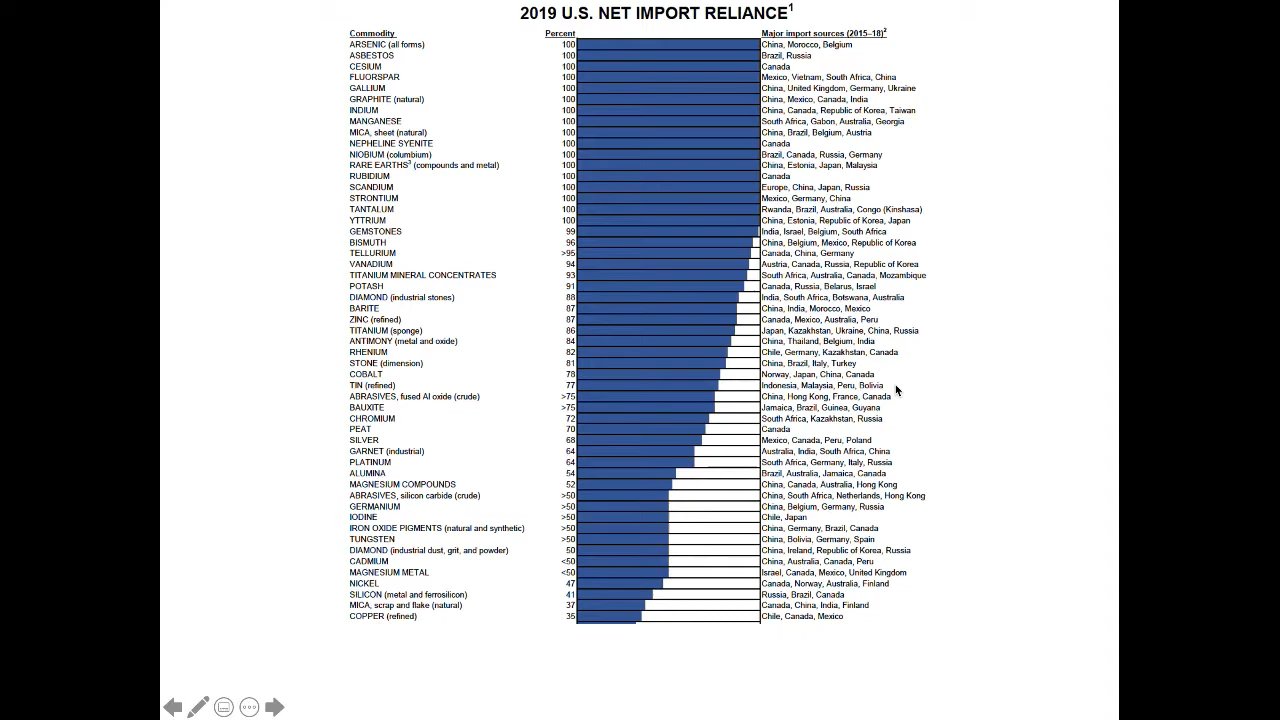 2019 U.S. NET IMPORT RELIANCE1
Commodity Percent Major import sources (2015–18)2
ARSENIC (all forms) 100 China, Morocco, Belgium
ASBESTOS 100 Brazil, Russia
CESIUM 100 Canada
FLUORSPAR 100 Mexico, Vietnam, South Africa, China
GALLIUM 100 China, United Kingdom, Germany, Ukraine
GRAPHITE (natural) 100 China, Mexico, Canada, India
INDIUM 100 China, Canada, Republic of Korea, Taiwan
MANGANESE 100 South Africa, Gabon, Australia, Georgia
MICA, sheet (natural) 100 China, Brazil, Belgium, Austria
NEPHELINE SYENITE 100 Canada
NIOBIUM (columbium) 100 Brazil, Canada, Russia, Germany
RARE EARTHS3 (compounds and metal) 100 China, Estonia, Japan, Malaysia
RUBIDIUM 100 Canada
SCANDIUM 100 Europe, China, Japan, Russia
STRONTIUM 100 Mexico, Germany, China
TANTALUM 100 Rwanda, Brazil, Australia, Congo (Kinshasa)
YTTRIUM 100 China, Estonia, Republic of Korea, Japan
GEMSTONES 99 India, Israel, Belgium, South Africa
BISMUTH 96 China, Belgium, Mexico, Republic of Korea
TELLURIUM >95 Canada, China, Germany
VANADIUM 94 Austria, Canada, Russia, Republic of Korea
TITANIUM MINERAL CONCENTRATES 93 South Africa, Australia, Canada, Mozambique
POTASH 91 Canada, Russia, Belarus, Israel
DIAMOND (industrial stones) 88 India, South Africa, Botswana, Australia
BARITE 87 China, India, Morocco, Mexico
ZINC (refined) 87 Canada, Mexico, Australia, Peru
TITANIUM (sponge) 86 Japan, Kazakhstan, Ukraine, China, Russia
ANTIMONY (metal and oxide) 84 China, Thailand, Belgium, India
RHENIUM 82 Chile, Germany, Kazakhstan, Canada
STONE (dimension) 81 China, Brazil, Italy, Turkey
COBALT 78 Norway, Japan, China, Canada
TIN (refined) 77 Indonesia, Malaysia, Peru, Bolivia
ABRASIVES, fused Al oxide (crude) >75 China, Hong Kong, France, Canada
BAUXITE >75 Jamaica, Brazil, Guinea, Guyana
CHROMIUM 72 South Africa, Kazakhstan, Russia
PEAT 70 Canada
SILVER 68 Mexico, Canada, Peru, Poland
GARNET (industrial) 64 Australia, India, South Africa, China
PLATINUM 64 South Africa, Germany, Italy, Russia
ALUMINA 54 Brazil, Australia, Jamaica, Canada
MAGNESIUM COMPOUNDS 52 China, Canada, Australia, Hong Kong
ABRASIVES, silicon carbide (crude) >50 China, South Africa, Netherlands, Hong Kong
GERMANIUM >50 China, Belgium, Germany, Russia
IODINE >50 Chile, Japan
IRON OXIDE PIGMENTS (natural and synthetic) >50 China, Germany, Brazil, Canada
TUNGSTEN >50 China, Bolivia, Germany, Spain
DIAMOND (industrial dust, grit, and powder) 50 China, Ireland, Republic of Korea, Russia
CADMIUM <50 China, Australia, Canada, Peru
MAGNESIUM METAL <50 Israel, Canada, Mexico, United Kingdom
NICKEL 47 Canada, Norway, Australia, Finland
SILICON (metal and ferrosilicon) 41 Russia, Brazil, Canada
MICA, scrap and flake (natural) 37 Canada, China, India, Finland
COPPER (refined) 35 Chile, Canada, Mexico